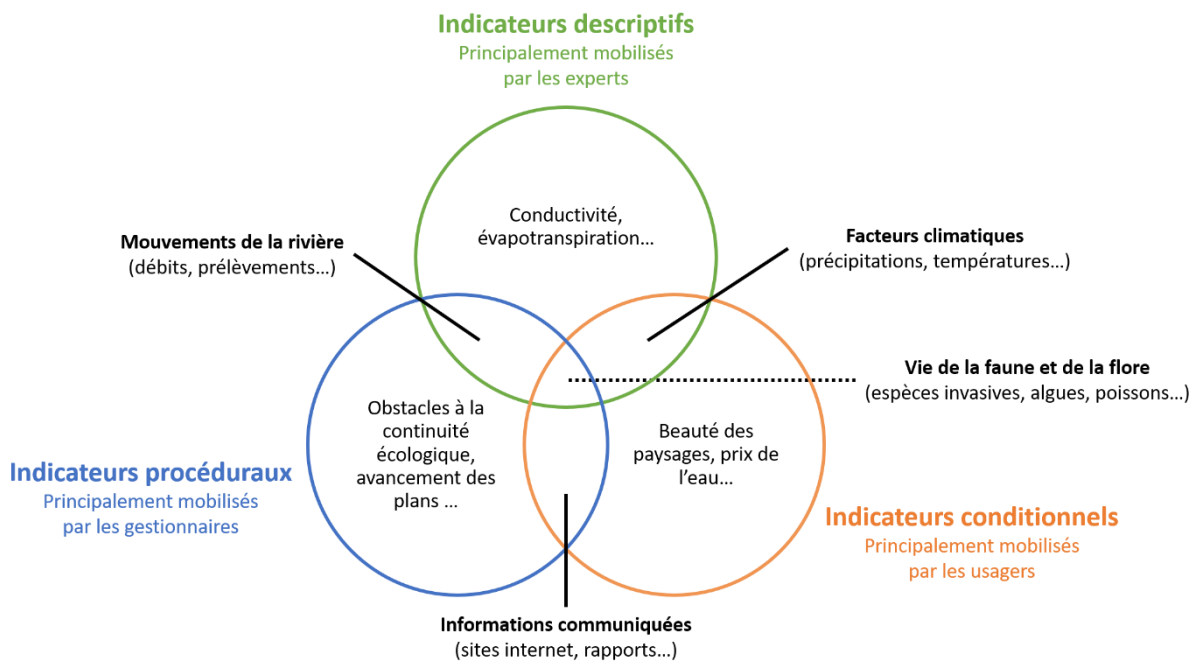 Indicateurs descriptifs
Principalement mobilisés
par les experts
Conductivité,
évapotranspiration...
Mouvements de la rivière
(débits, prélèvements...)
Facteurs climatiques
(précipitations, températures...)
Vie de la faune et de la flore
(espèces invasives, algues, poissons...)
Obstacles à la
continuité
écologique,
avancement des
plans ...
Beauté des
paysages, prix de
l'eau...
Indicateurs procéduraux
Principalement mobilisés
par les gestionnaires
Indicateurs conditionnels
Principalement mobilisés
par les usagers
Informations communiquées
(sites internet, rapports...)